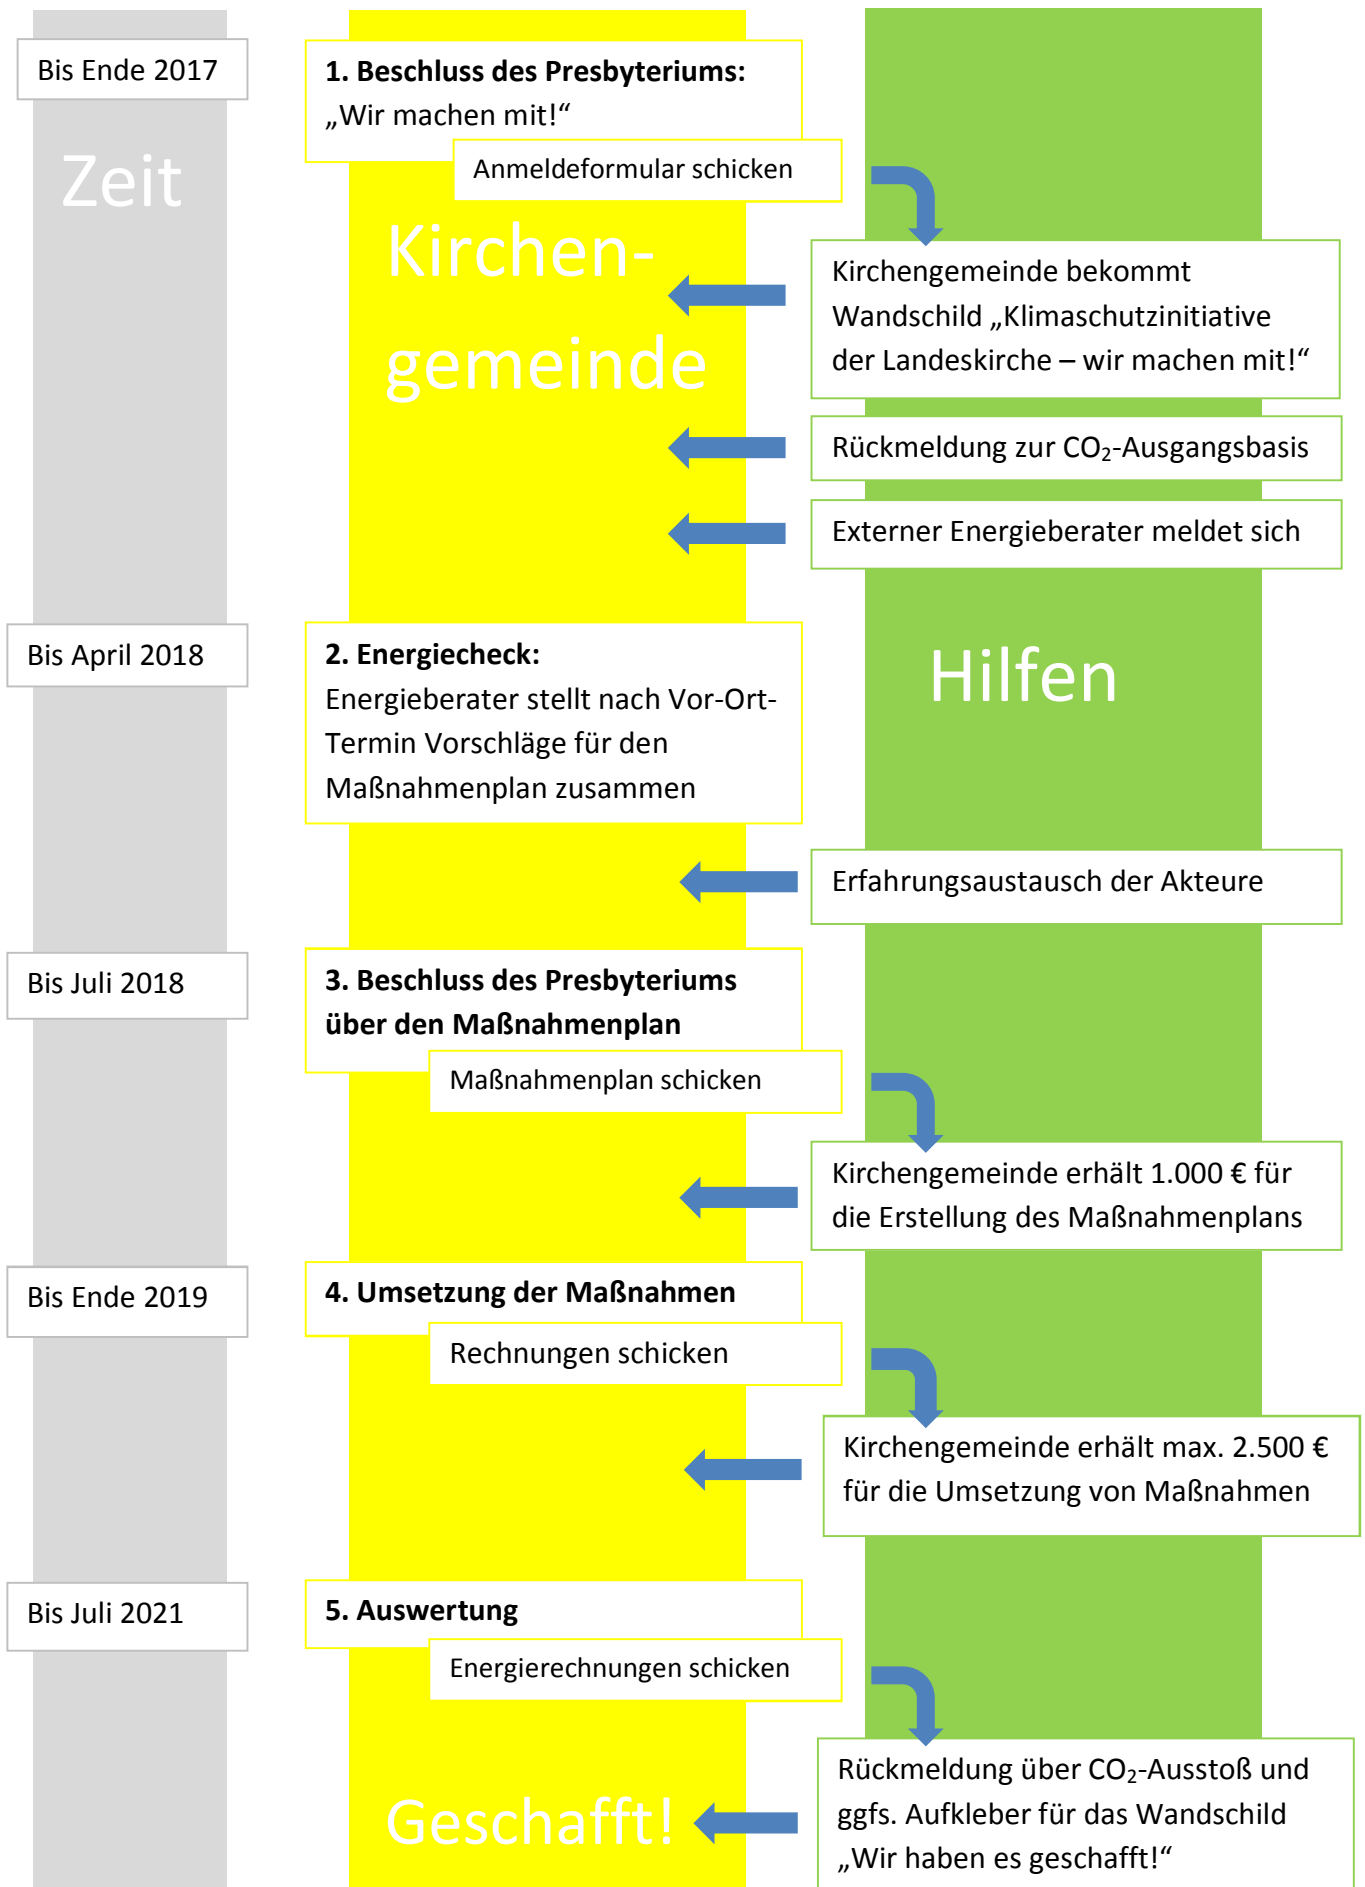 Bis Ende 2017
1. Beschluss des Presbyteriums:
„Wir machen mit!“
Anmeldeformular schicken
Zeit
Kirchen-
gemeinde
Kirchengemeinde bekommt
Wandschild „Klimaschutzinitiative
der Landeskirche – wir machen mit!“
Rückmeldung zur CO₂-Ausgangsbasis
Externer Energieberater meldet sich
Bis April 2018
2. Energiecheck:
Energieberater stellt nach Vor-Ort-
Termin Vorschläge für den
Maßnahmenplan zusammen
Hilfen
Erfahrungsaustausch der Akteure
Bis Juli 2018
3. Beschluss des Presbyteriums
über den Maßnahmenplan
Maßnahmenplan schicken
Kirchengemeinde erhält 1.000 € für
die Erstellung des Maßnahmenplans
Bis Ende 2019
4. Umsetzung der Maßnahmen
Rechnungen schicken
Kirchengemeinde erhält max. 2.500 €
für die Umsetzung von Maßnahmen
Bis Juli 2021
5. Auswertung
Energierechnungen schicken
Rückmeldung über CO₂-Ausstoß und
ggfs. Aufkleber für das Wandschild
„Wir haben es geschafft!“
Geschafft!